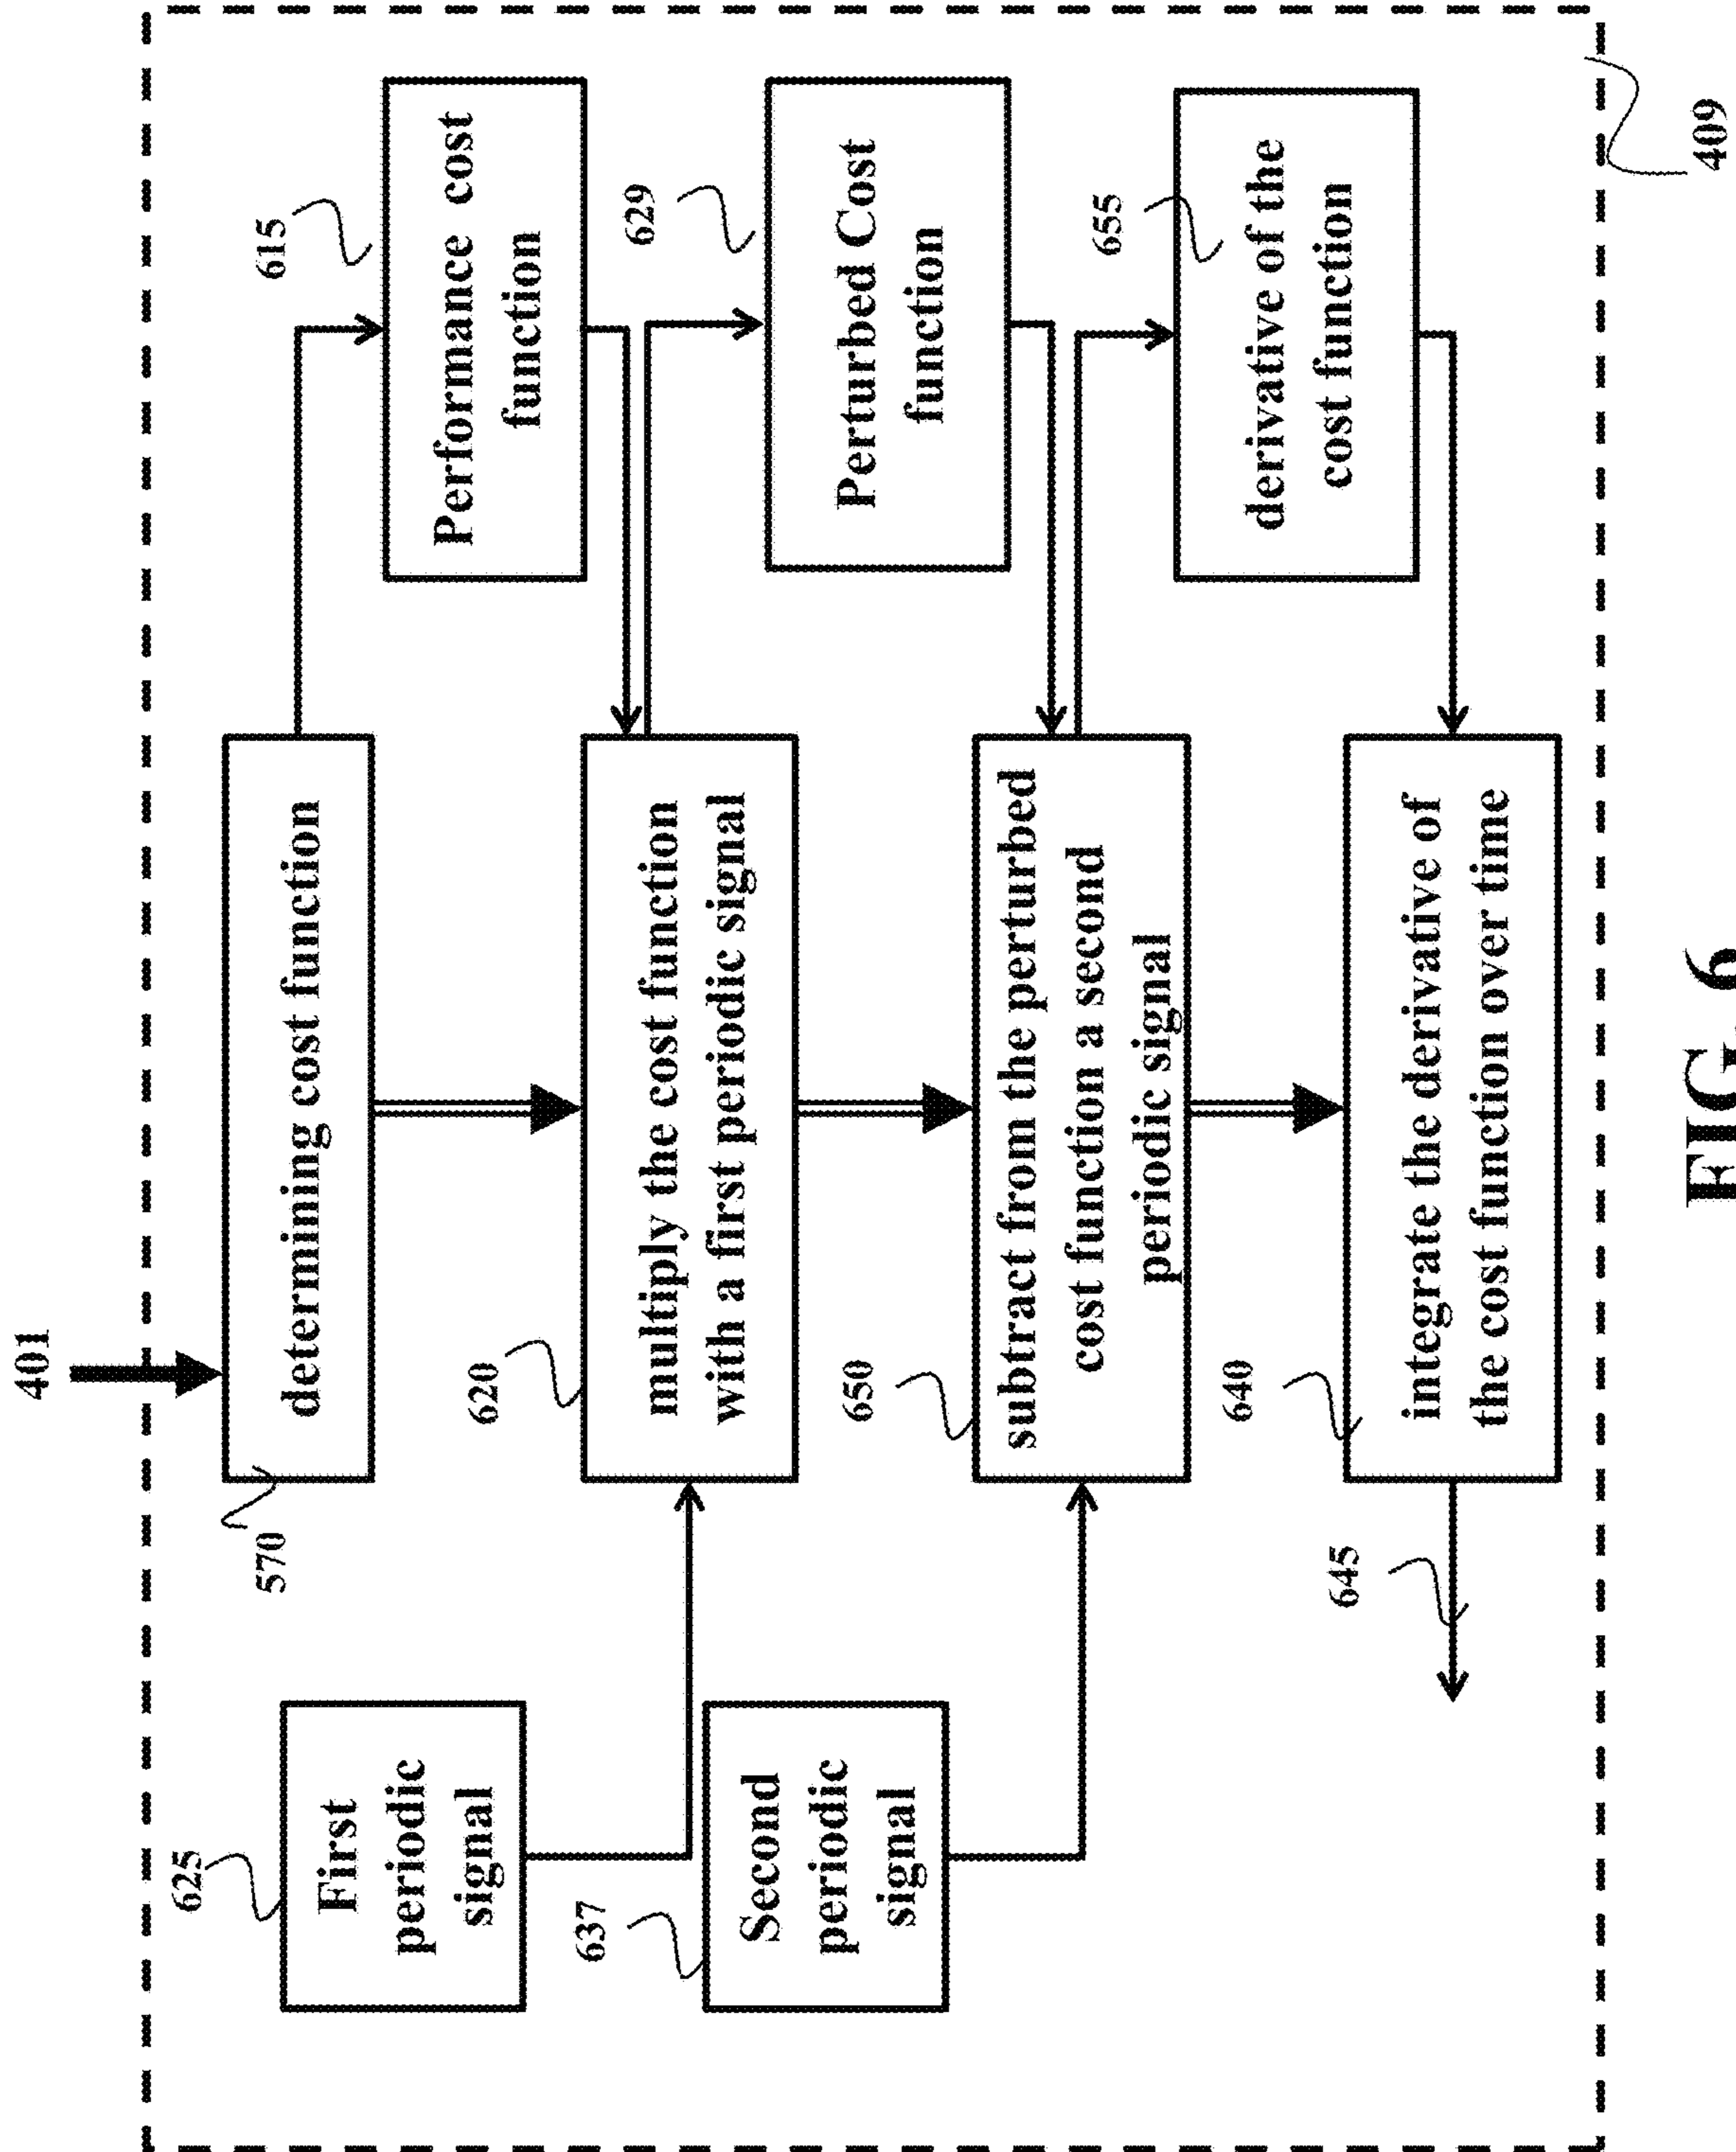 401
570
determining cost function
615
Performance cost
function
625
First
periodic
signal
620
multiply the cost function
with a first periodic signal
629
Perturbed Cost
function
637
Second
periodic
signal
650
subtract from the perturbed
cost function a second
periodic signal
655
derivative of the
cost function
640
integrate the derivative of
the cost function over time
645
409
FIG. 6